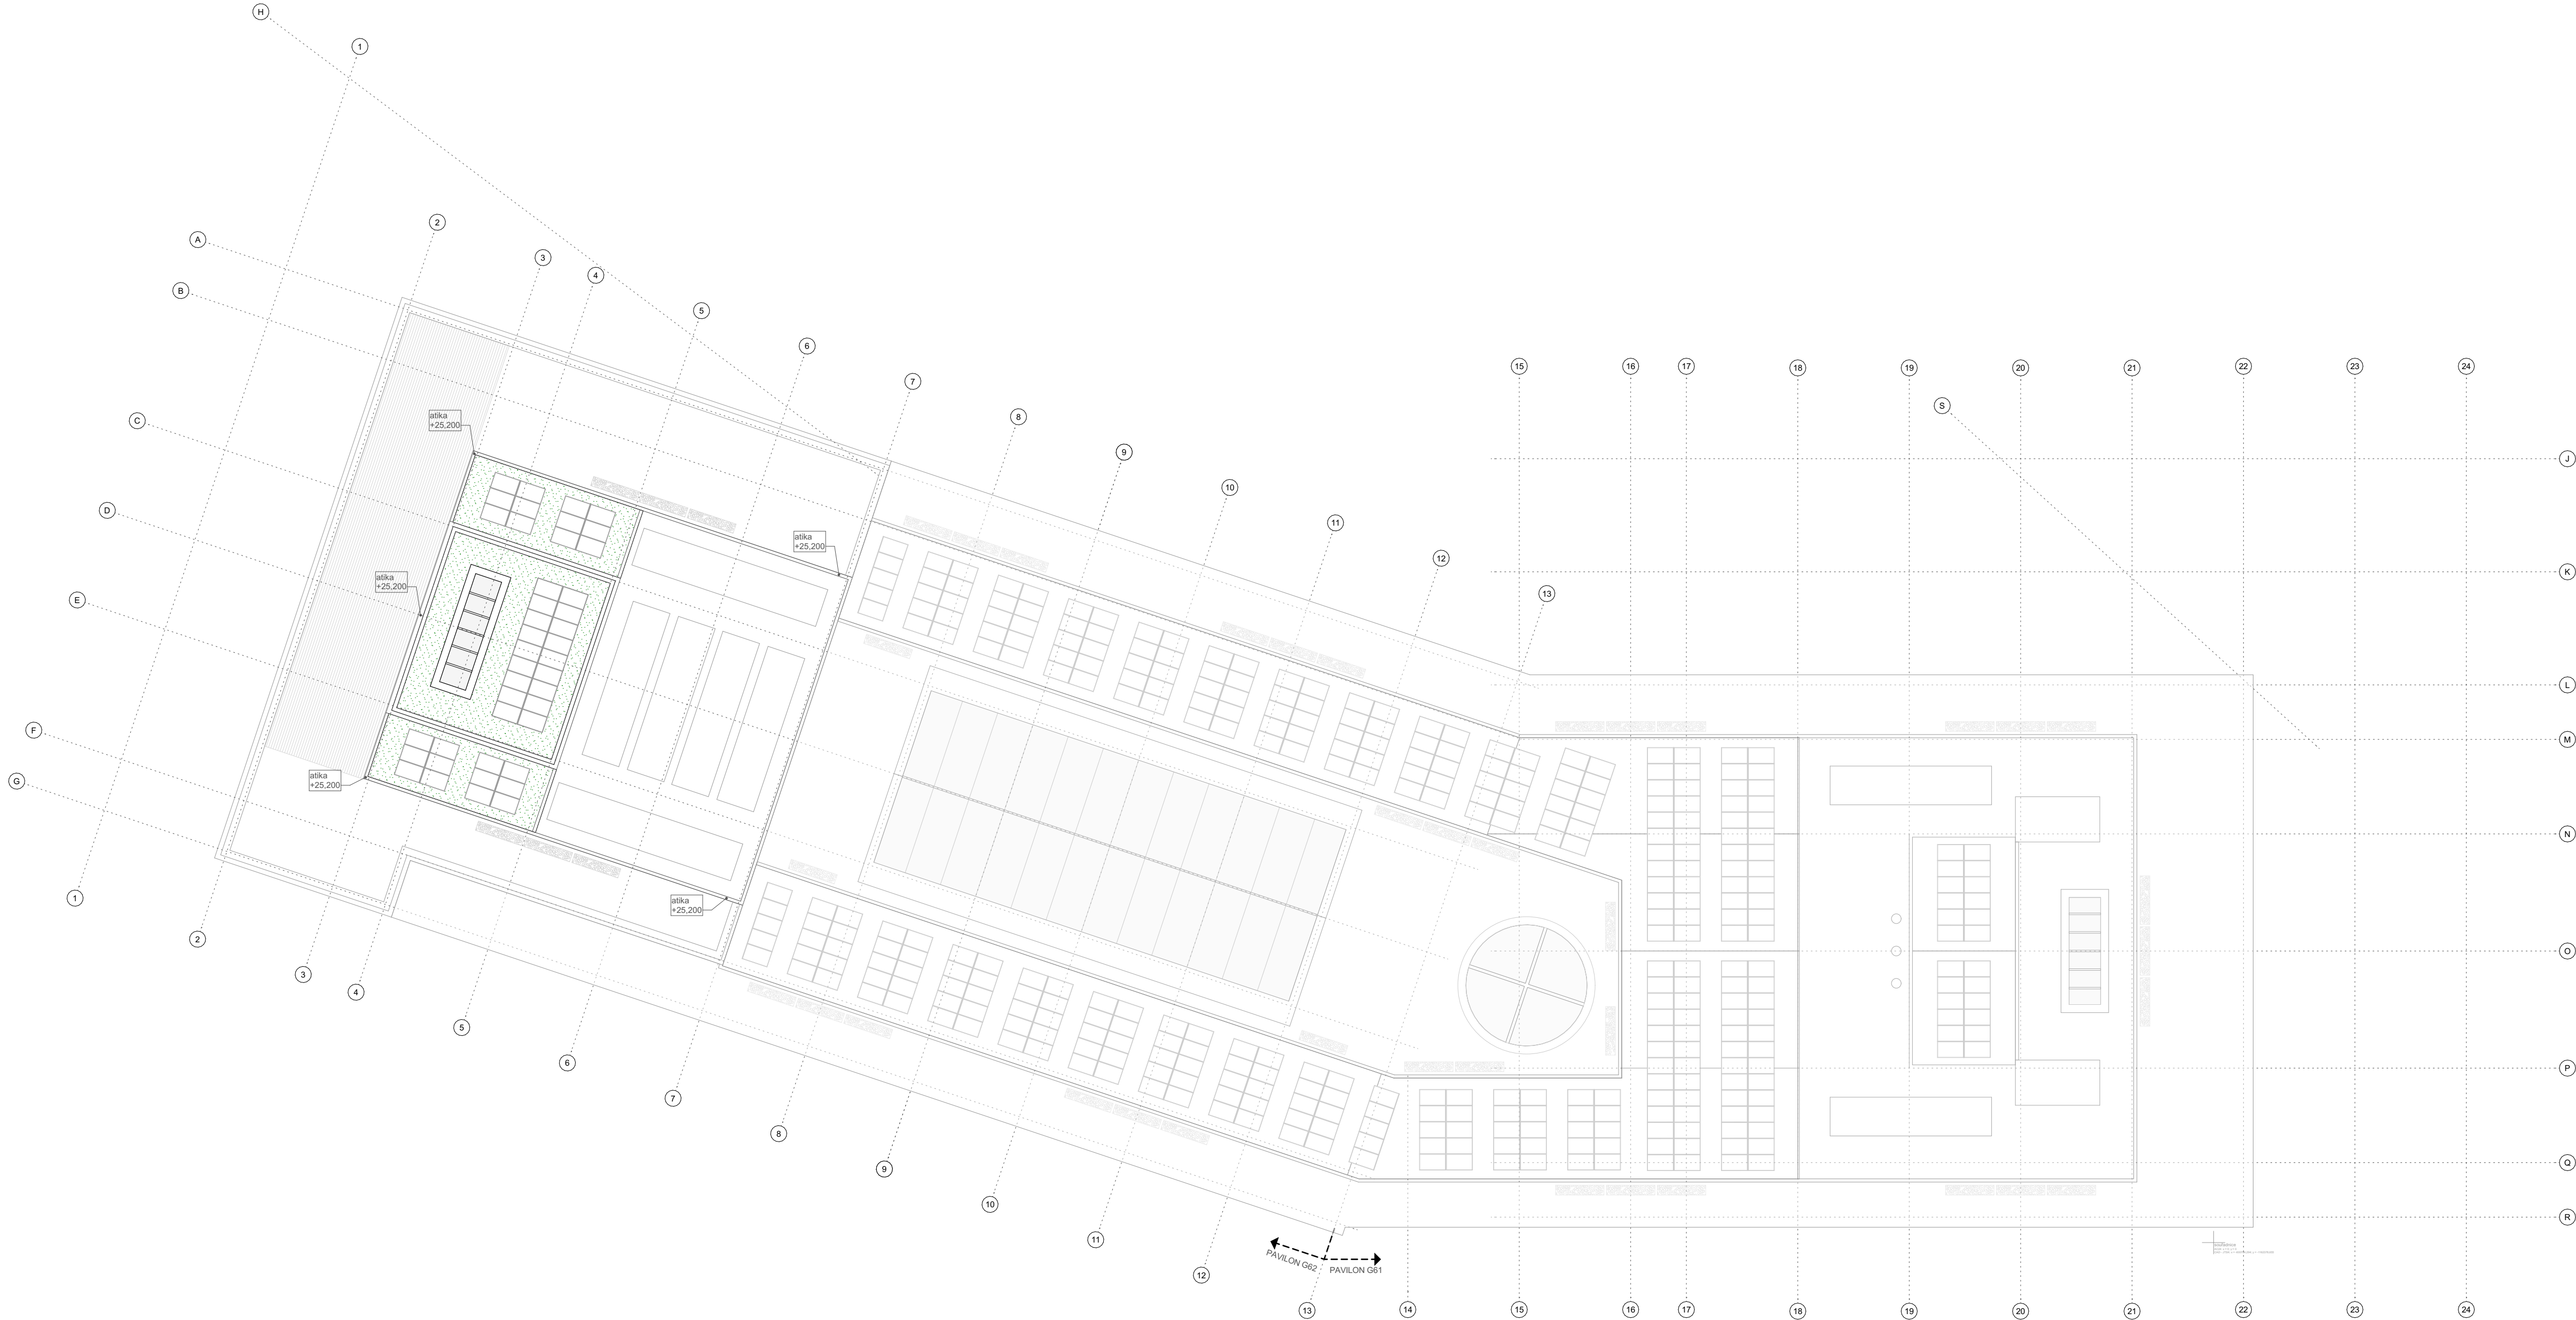 H
1
2
A
3
4
B
5
6
15
16
17
18
19
20
21
22
23
24
7
S
atika
+25,200
8
C
9
J
10
D
11
atika
+25,200
12
K
atika
+25,200
13
E
L
F
M
atika
+25,200
G
N
1
atika
+25,200
2
O
3
4
5
6
P
7
8
Q
9
10
R
11
PAVILON G62
PAVILON G61
12
13
14
15
16
17
18
19
20
21
22
23
24